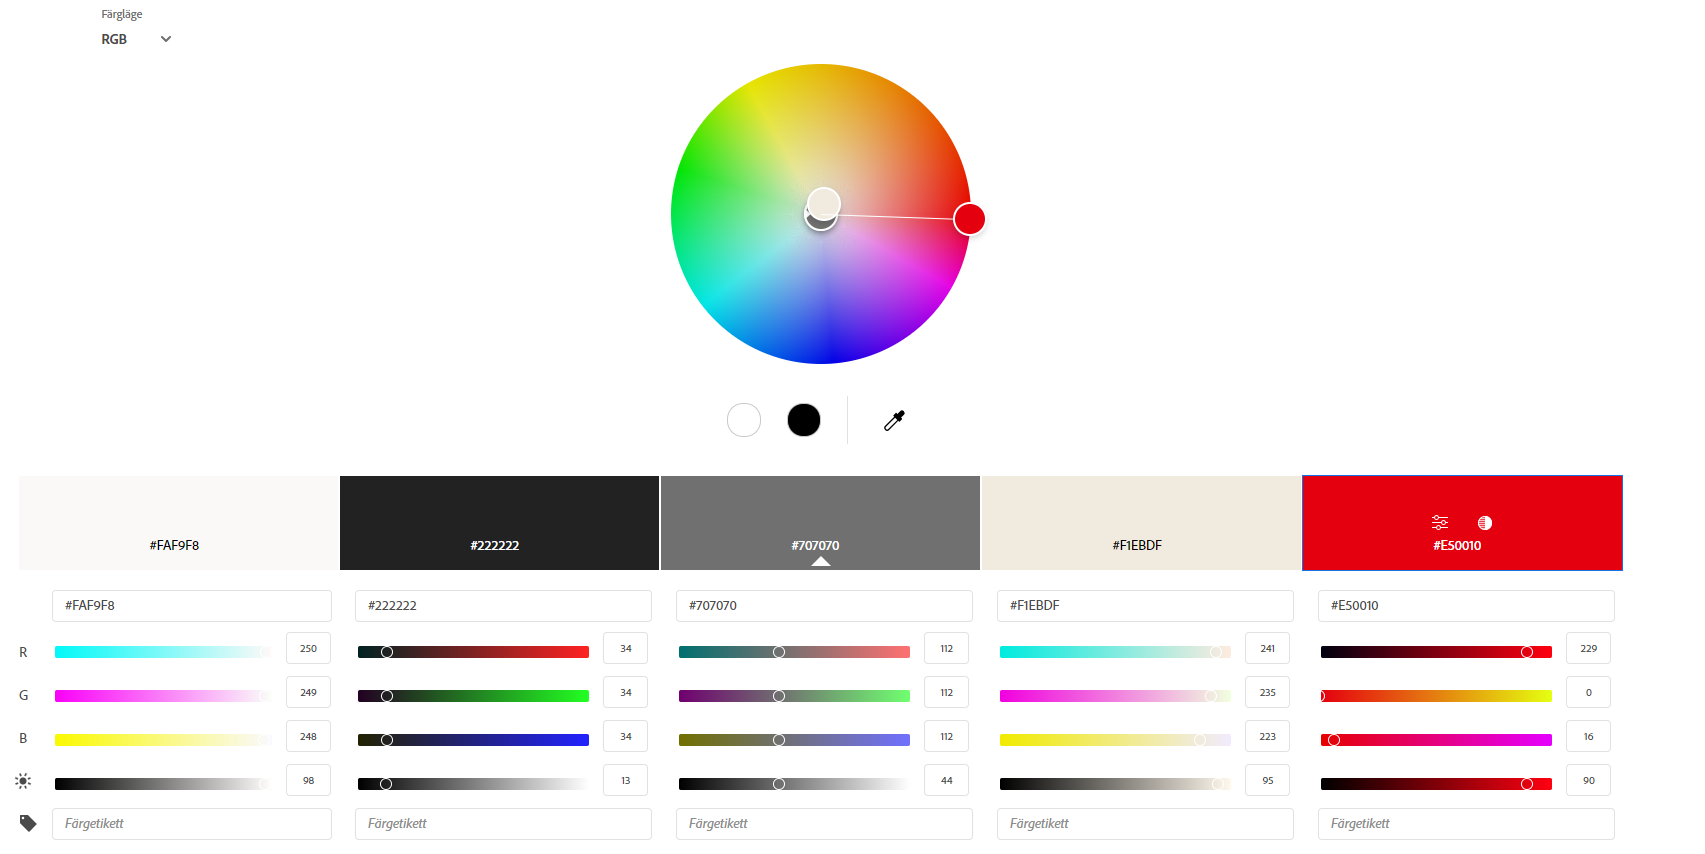 Färgläge
RGB
#FAF9F8 #222222 #707070 #F1EBDF #E50010
#FAF9F8 #222222 #707070 #F1EBDF #E50010
R 250 34 112 241 229
G 249 34 112 235 0
B 248 34 112 223 16
98 13 44 95 90
Färgetikett Färgetikett Färgetikett Färgetikett Färgetikett